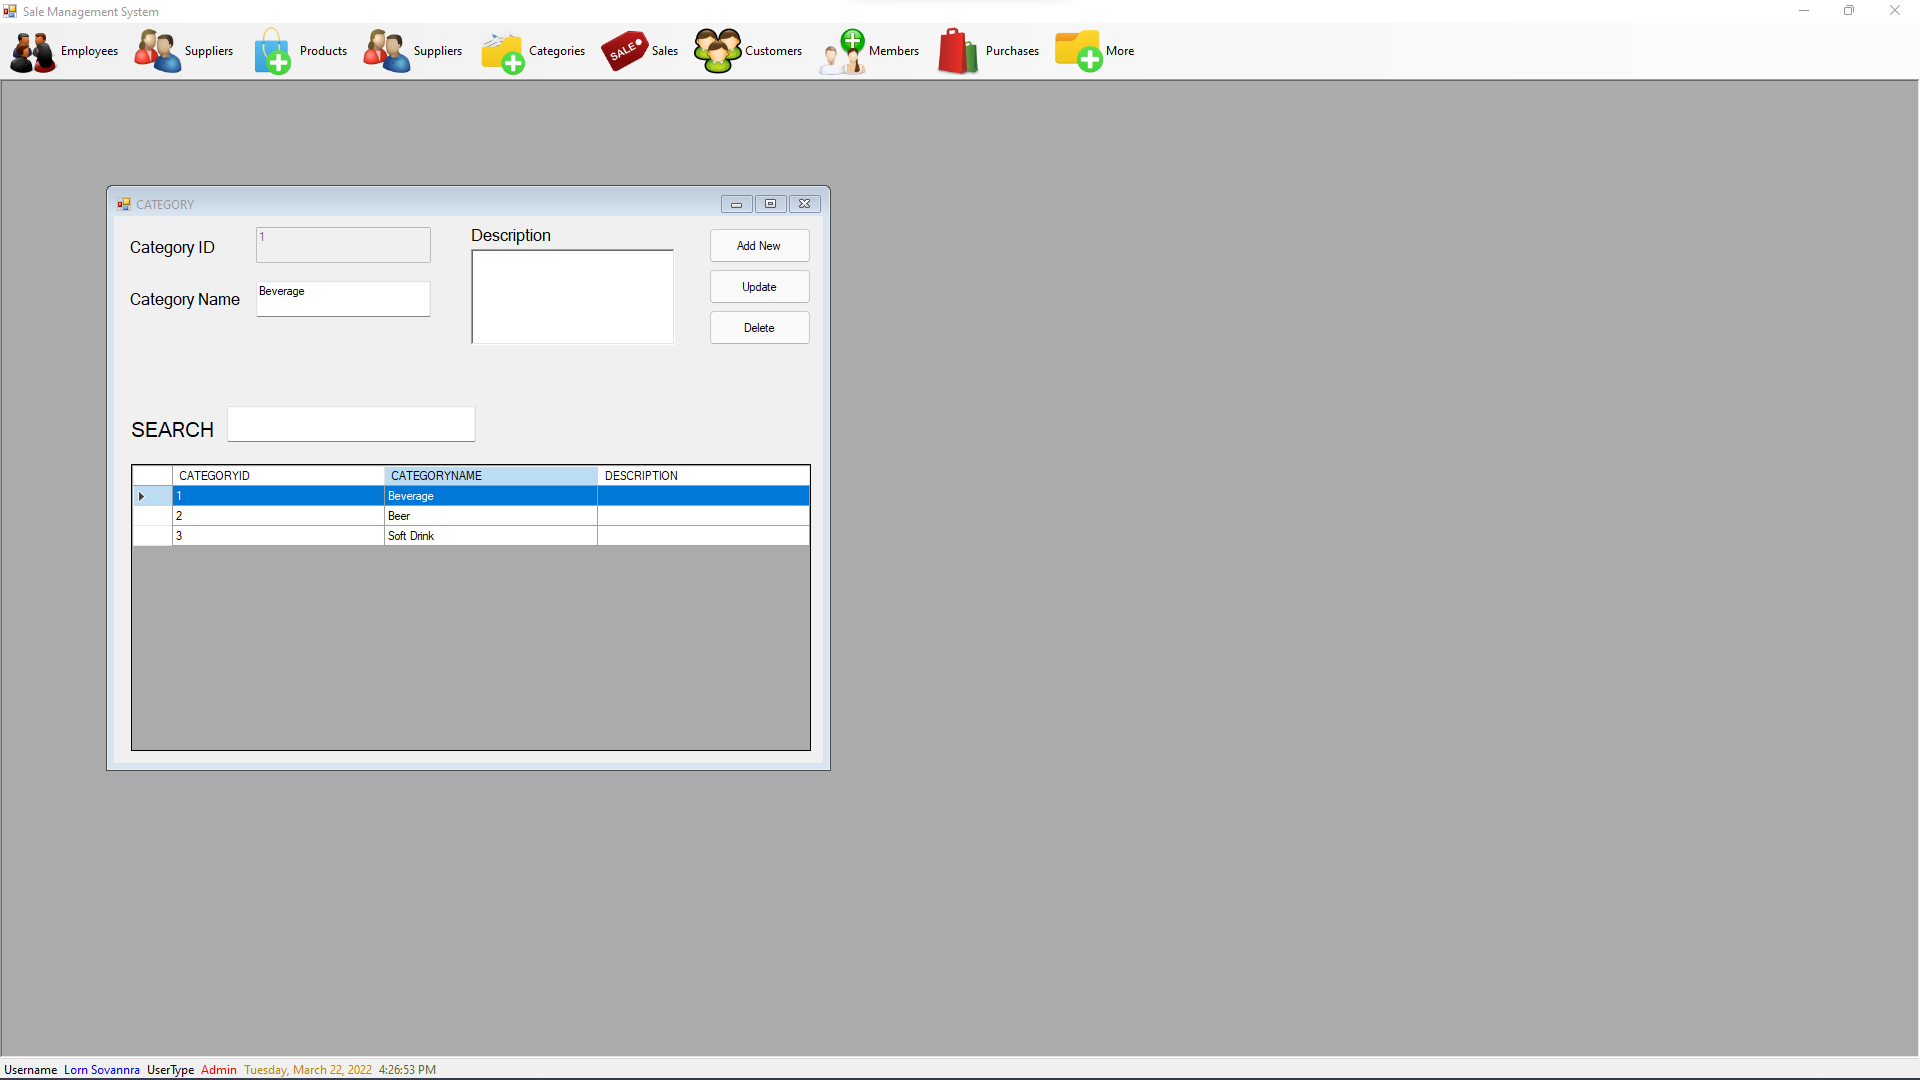 Sale Management System
Employees Suppliers Products Suppliers Categories SALE Sales Customers Members Purchases More
CATEGORY
Category ID 1 Description Add New
Category Name Beverage Update
Delete
SEARCH
CATEGORYID CATEGORYNAME DESCRIPTION
1 Beverage
2 Beer
3 Soft Drink
Username Lorn Sovannra UserType Admin Tuesday, March 22, 2022 4:26:53 PM